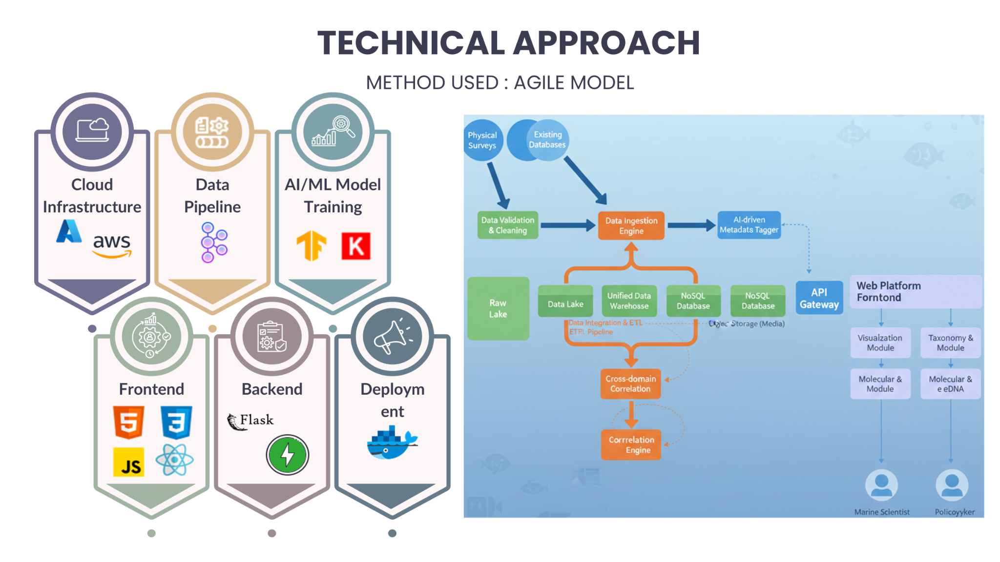 TECHNICAL APPROACH
METHOD USED : AGILE MODEL
Cloud
Infrastructure
aws
Data
Pipeline
AI/ML Model
Training
K
Frontend
5
3
JS
Backend
Flask
Deploym
ent
Physical
Surveys
Existing
Databases
Data Validation
& Cleaning
Data Ingestion
Engine
AI-driven
Metadats Tagger
Raw
Lake
Data Lake
Unified Data
Warehosse
NoSQL
Database
NoSQL
Database
API
Gateway
Web Platform
Forntond
Data Integration & ETL
Pipeline
Storage (Media)
Visualzation
Module
Taxonomy &
Module
Cross-domain
Correlation
Molecular &
Module
Molecular &
e eDNA
Corrrelation
Engine
Marine Scientist
Policoyyker